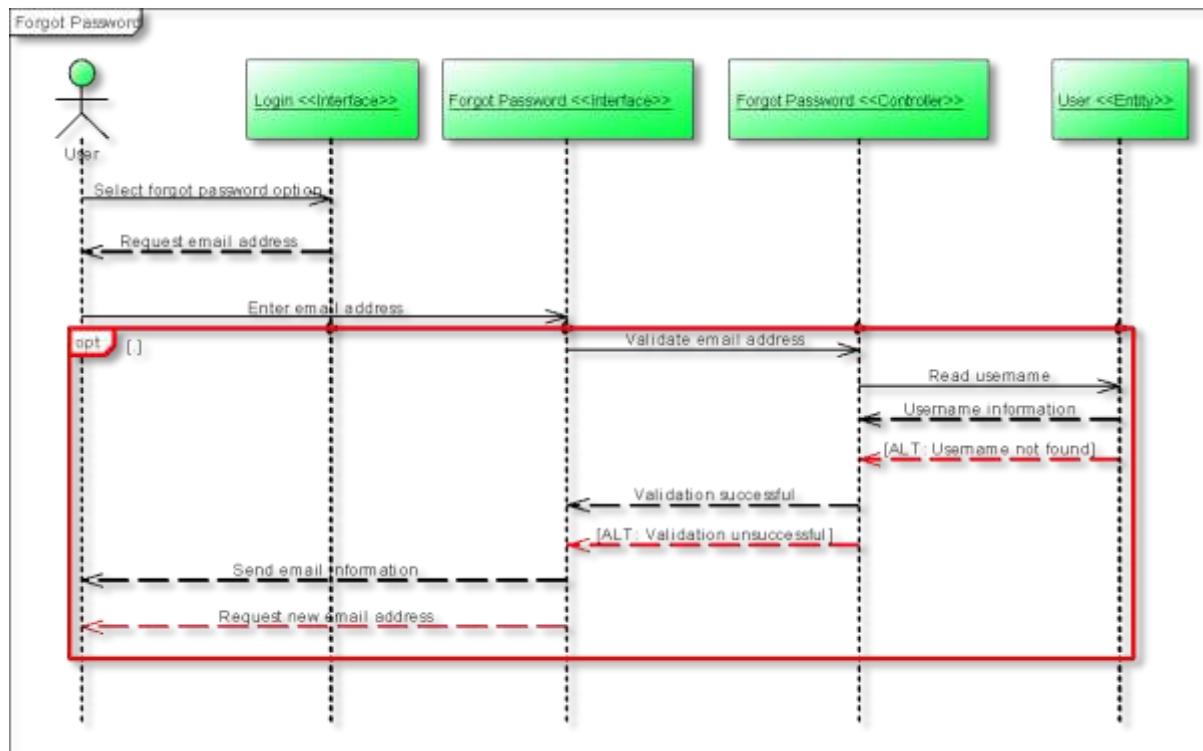 Forgot Password
Login <<Interface>>
Forgot Password <<Interface>>
Forgot Password <<Controller>>
User <<Entity>>
User
Select forgot password option
Request email address
Enter email address
opt
[.]
Validate email address
Read username
Username information
[ALT: Username not found]
Validation successful
[ALT: Validation unsuccessful]
Send email information
Request new email address